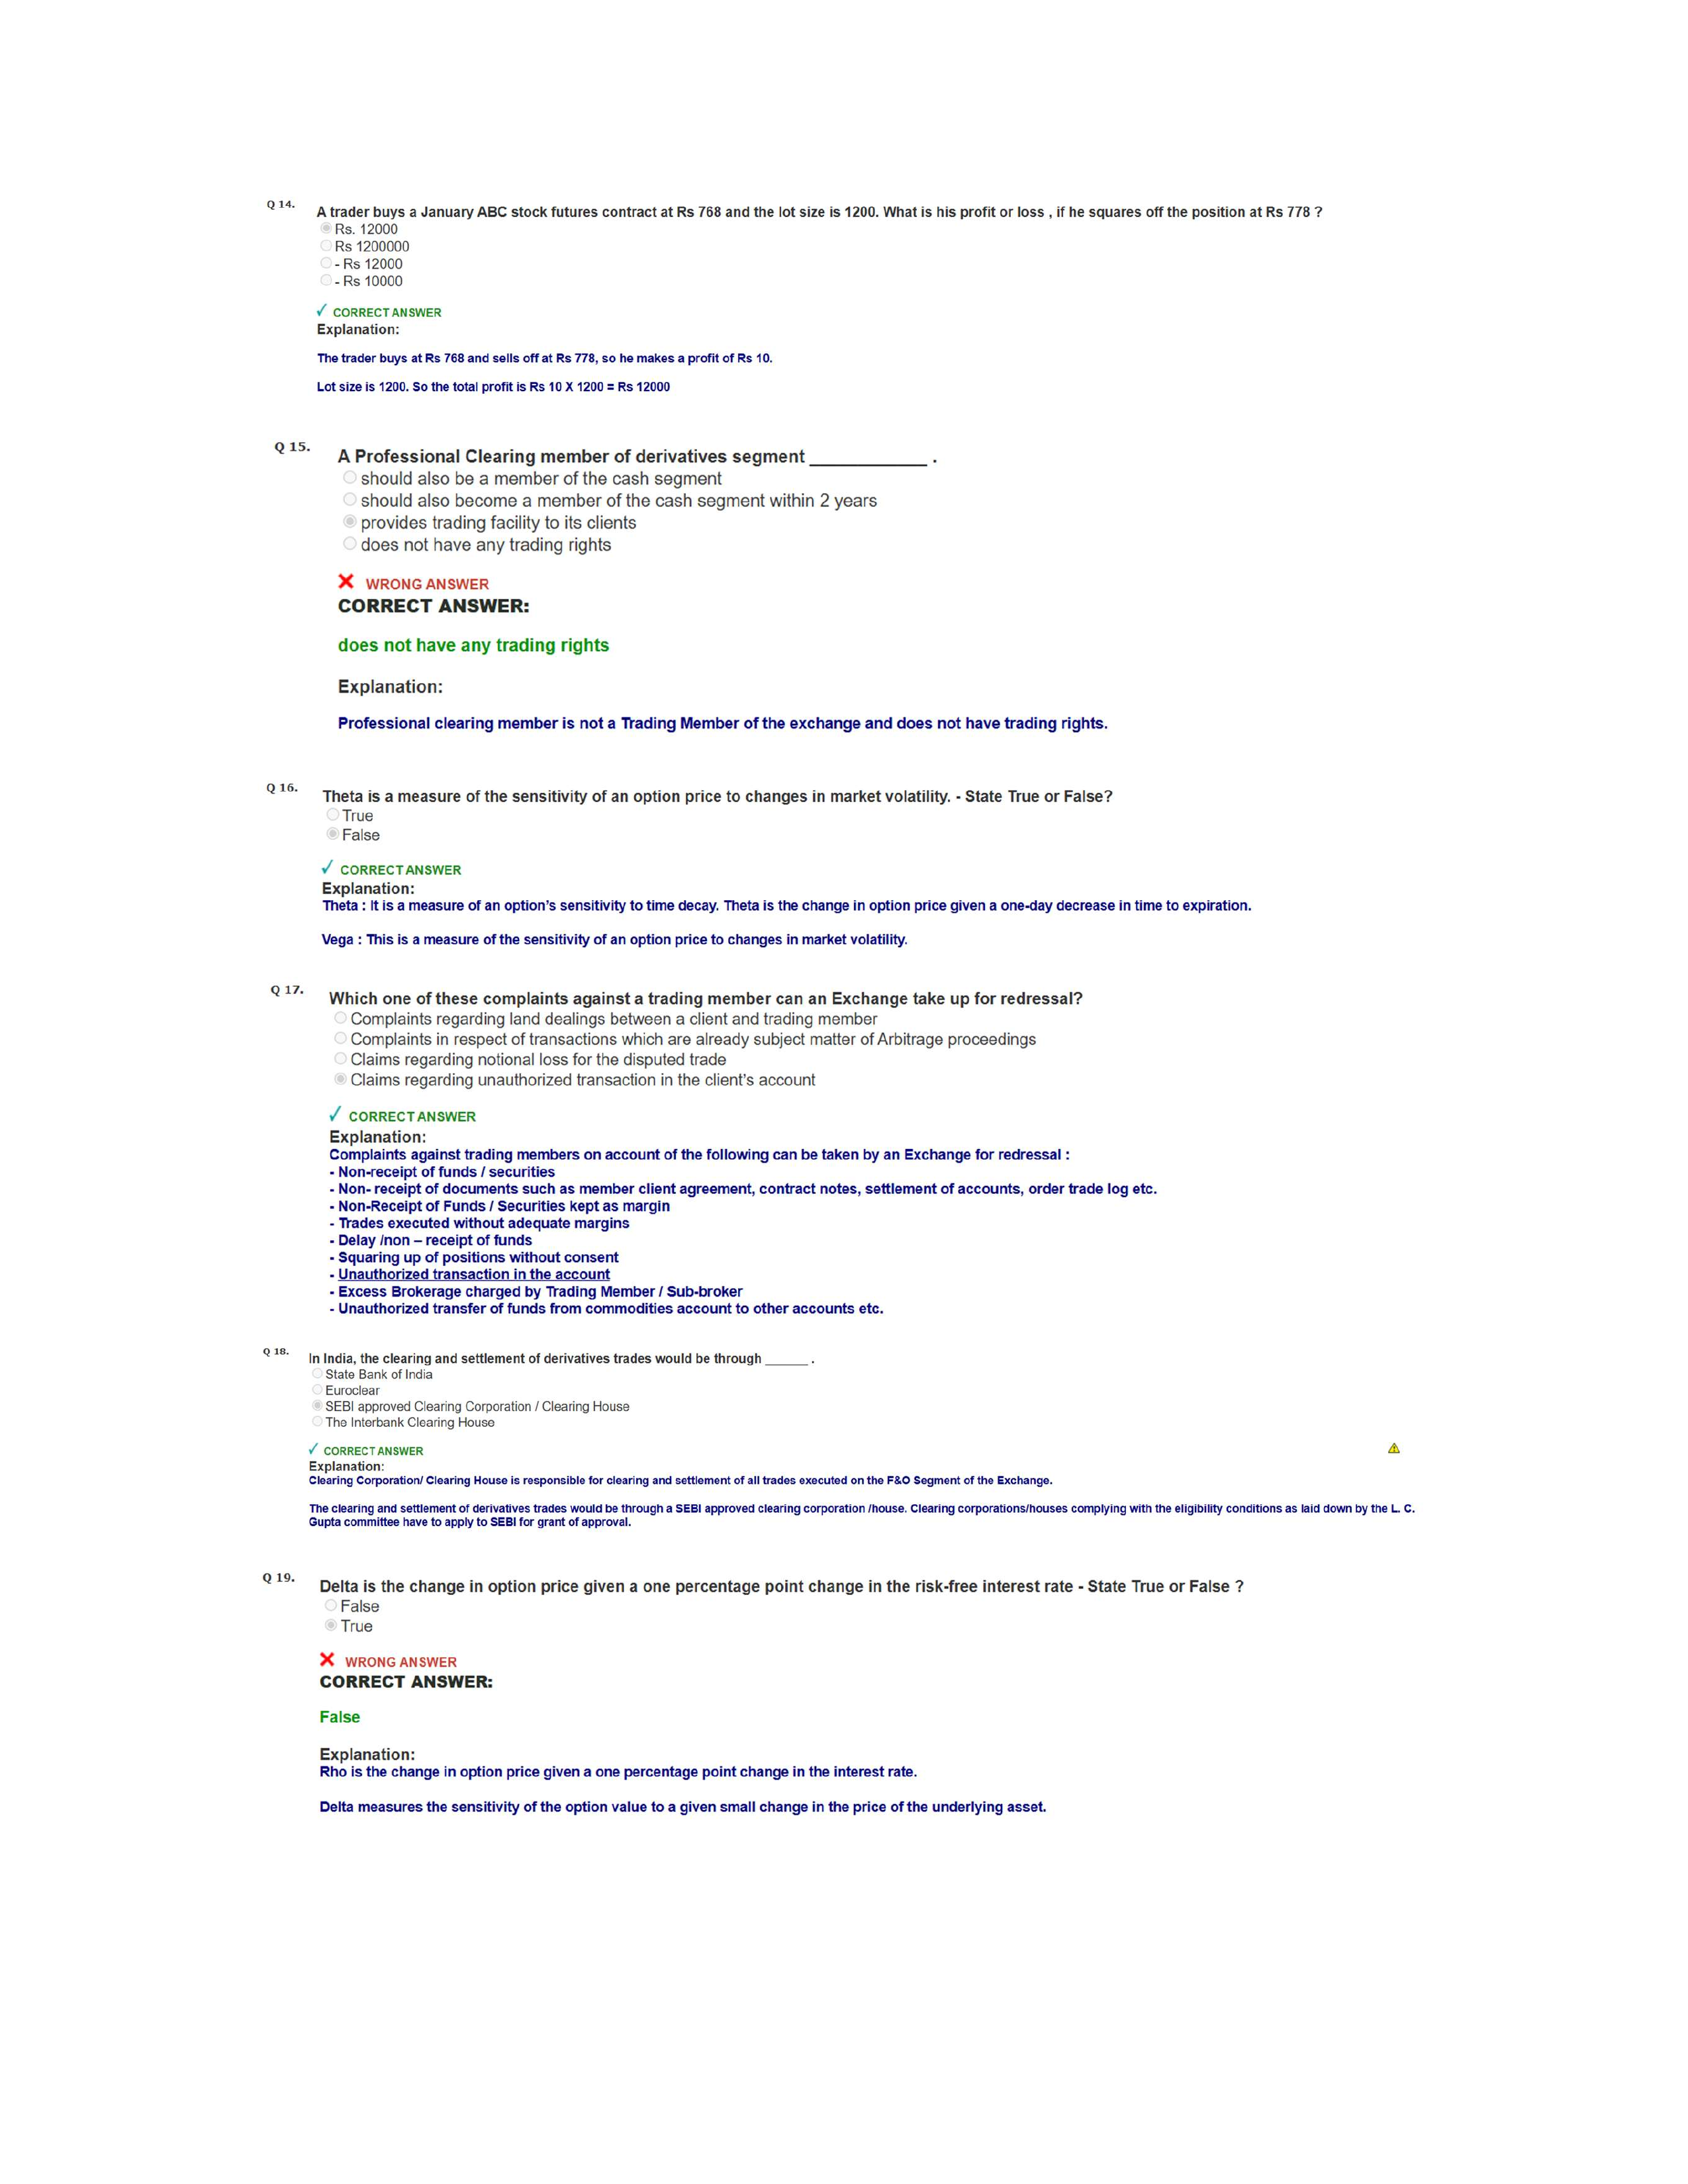 Q 14.
A trader buys a January ABC stock futures contract at Rs 768 and the lot size is 1200. What is his profit or loss , if he squares off the position at Rs 778 ?
Rs. 12000
Rs 1200000
- Rs 12000
- Rs 10000
✓ CORRECT ANSWER
Explanation:
The trader buys at Rs 768 and sells off at Rs 778, so he makes a profit of Rs 10.
Lot size is 1200. So the total profit is Rs 10 X 1200 = Rs 12000
Q 15.
A Professional Clearing member of derivatives segment ____________ .
should also be a member of the cash segment
should also become a member of the cash segment within 2 years
provides trading facility to its clients
does not have any trading rights
✕ WRONG ANSWER
CORRECT ANSWER:
does not have any trading rights
Explanation:
Professional clearing member is not a Trading Member of the exchange and does not have trading rights.
Q 16.
Theta is a measure of the sensitivity of an option price to changes in market volatility. - State True or False?
True
False
✓ CORRECT ANSWER
Explanation:
Theta : It is a measure of an option’s sensitivity to time decay. Theta is the change in option price given a one-day decrease in time to expiration.
Vega : This is a measure of the sensitivity of an option price to changes in market volatility.
Q 17.
Which one of these complaints against a trading member can an Exchange take up for redressal?
Complaints regarding land dealings between a client and trading member
Complaints in respect of transactions which are already subject matter of Arbitrage proceedings
Claims regarding notional loss for the disputed trade
Claims regarding unauthorized transaction in the client’s account
✓ CORRECT ANSWER
Explanation:
Complaints against trading members on account of the following can be taken by an Exchange for redressal :
- Non-receipt of funds / securities
- Non- receipt of documents such as member client agreement, contract notes, settlement of accounts, order trade log etc.
- Non-Receipt of Funds / Securities kept as margin
- Trades executed without adequate margins
- Delay /non – receipt of funds
- Squaring up of positions without consent
- Unauthorized transaction in the account
- Excess Brokerage charged by Trading Member / Sub-broker
- Unauthorized transfer of funds from commodities account to other accounts etc.
Q 18.
In India, the clearing and settlement of derivatives trades would be through ______ .
State Bank of India
Euroclear
SEBI approved Clearing Corporation / Clearing House
The Interbank Clearing House
✓ CORRECT ANSWER
Explanation:
Clearing Corporation/ Clearing House is responsible for clearing and settlement of all trades executed on the F&O Segment of the Exchange.
The clearing and settlement of derivatives trades would be through a SEBI approved clearing corporation /house. Clearing corporations/houses complying with the eligibility conditions as laid down by the L. C.
Gupta committee have to apply to SEBI for grant of approval.
Q 19.
Delta is the change in option price given a one percentage point change in the risk-free interest rate - State True or False ?
False
True
✕ WRONG ANSWER
CORRECT ANSWER:
False
Explanation:
Rho is the change in option price given a one percentage point change in the interest rate.
Delta measures the sensitivity of the option value to a given small change in the price of the underlying asset.